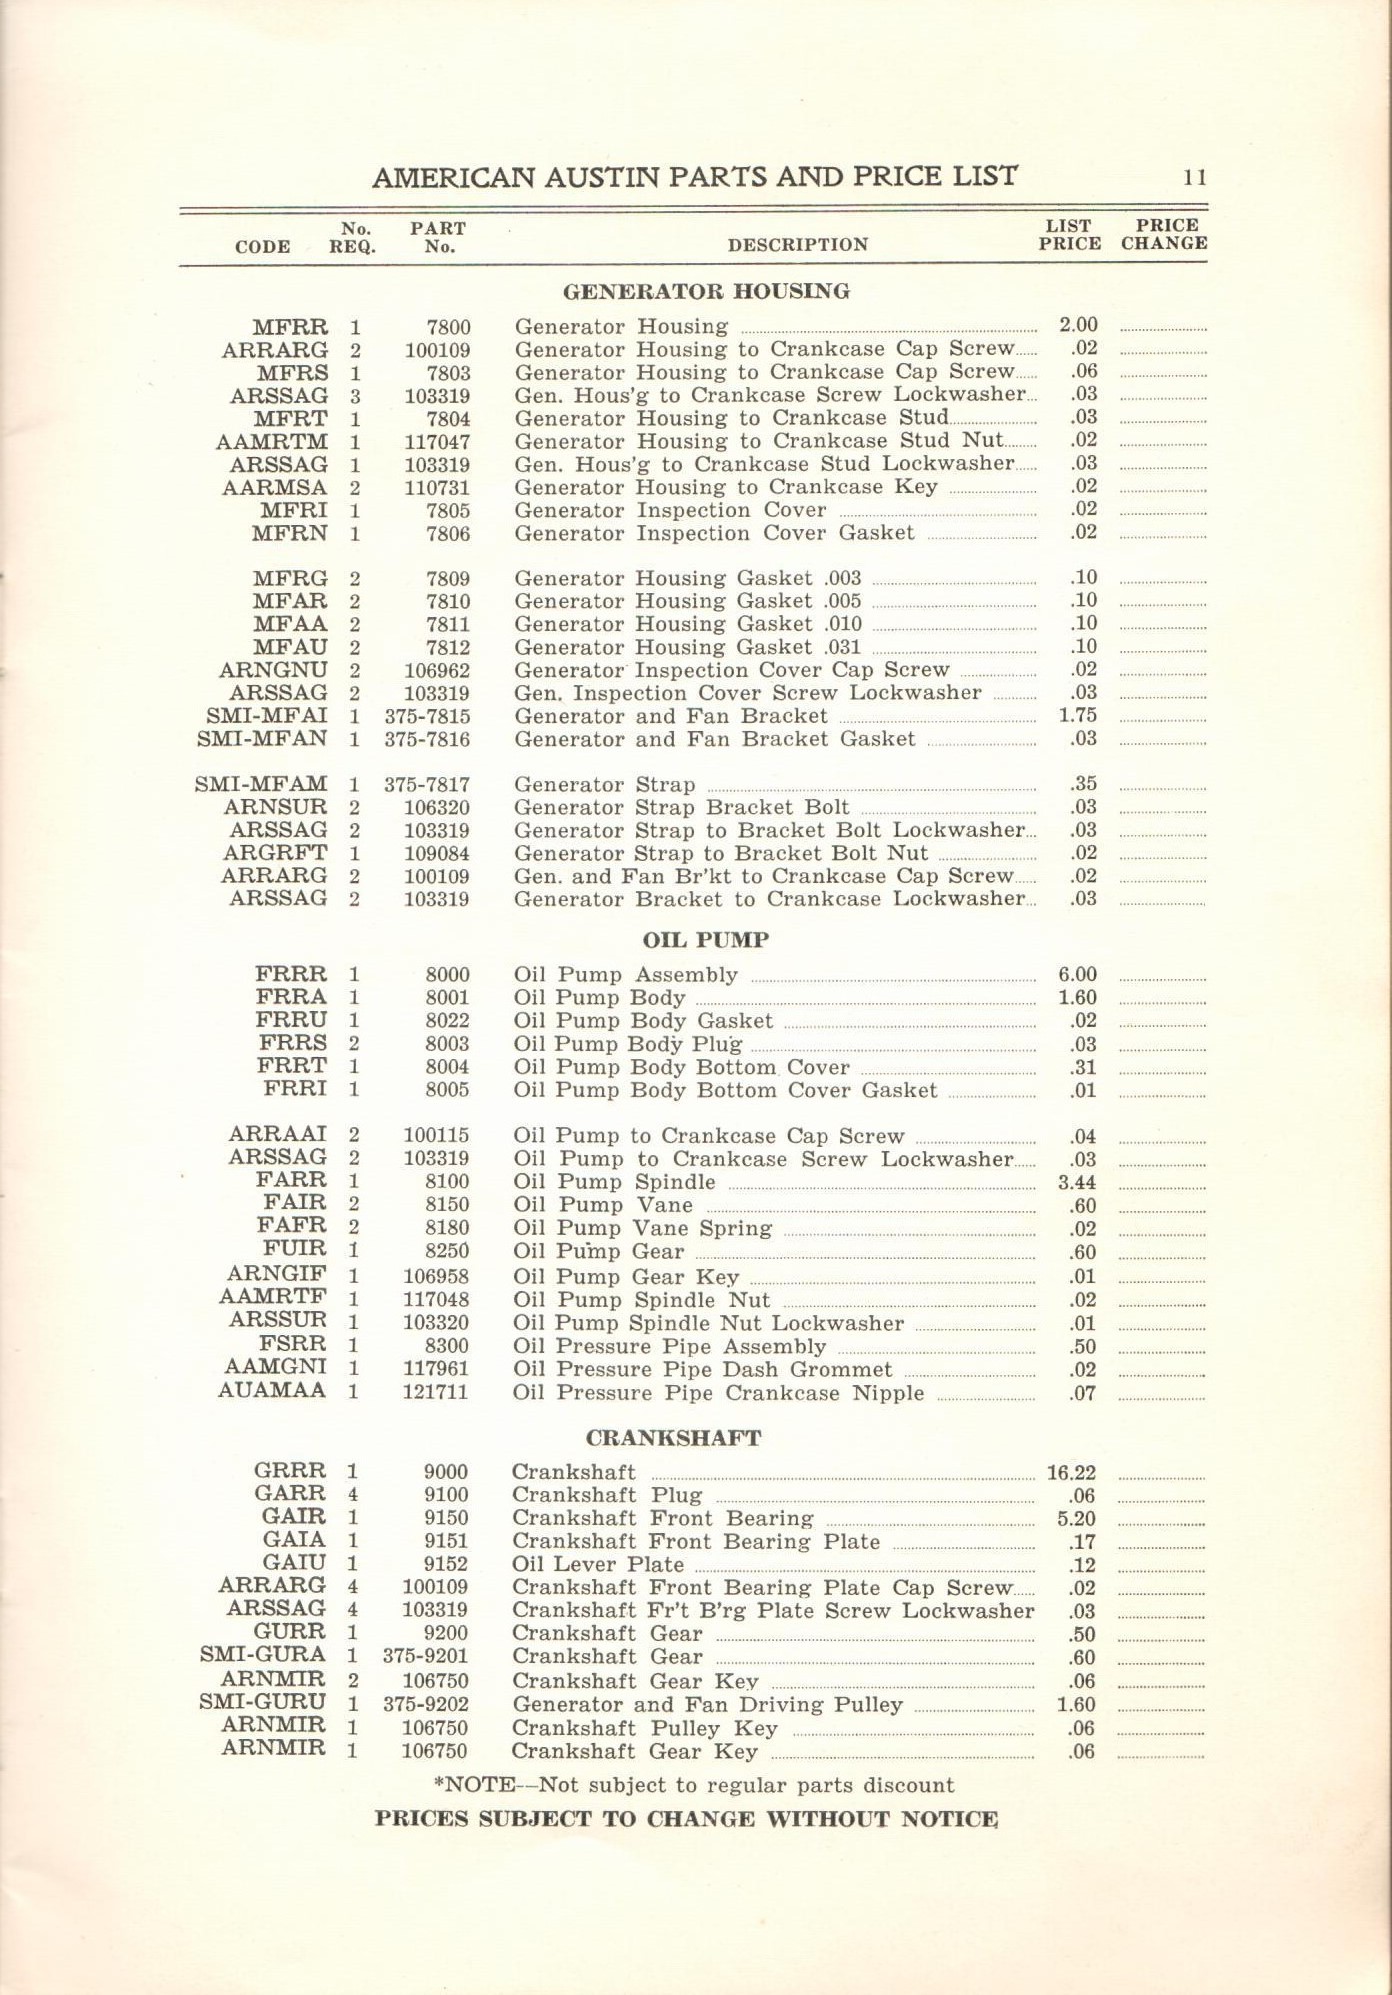 AMERICAN AUSTIN PARTS AND PRICE LIST 11
CODE No. REQ. PART No. DESCRIPTION LIST PRICE PRICE CHANGE
GENERATOR HOUSING
MFRR 1 7800 Generator Housing 2.00
ARRARG 2 100109 Generator Housing to Crankcase Cap Screw .02
MFRS 1 7803 Generator Housing to Crankcase Cap Screw .06
ARSSAG 3 103319 Gen. Hous'g to Crankcase Screw Lockwasher .03
MFRT 1 7804 Generator Housing to Crankcase Stud .03
AAMRTM 1 117047 Generator Housing to Crankcase Stud Nut .02
ARSSAG 1 103319 Gen. Hous'g to Crankcase Stud Lockwasher .03
AARMSA 2 110731 Generator Housing to Crankcase Key .02
MFRI 1 7805 Generator Inspection Cover .02
MFRN 1 7806 Generator Inspection Cover Gasket .02
MFRG 2 7809 Generator Housing Gasket .003 .10
MFAR 2 7810 Generator Housing Gasket .005 .10
MFAA 2 7811 Generator Housing Gasket .010 .10
MFAU 2 7812 Generator Housing Gasket .031 .10
ARNGNU 2 106962 Generator Inspection Cover Cap Screw .02
ARSSAG 2 103319 Gen. Inspection Cover Screw Lockwasher .03
SMI-MFAI 1 375-7815 Generator and Fan Bracket 1.75
SMI-MFAN 1 375-7816 Generator and Fan Bracket Gasket .03
SMI-MFAM 1 375-7817 Generator Strap .35
ARNSUR 2 106320 Generator Strap Bracket Bolt .03
ARSSAG 2 103319 Generator Strap to Bracket Bolt Lockwasher .03
ARGRFT 1 109084 Generator Strap to Bracket Bolt Nut .02
ARRARG 2 100109 Gen. and Fan Br'kt to Crankcase Cap Screw .02
ARSSAG 2 103319 Generator Bracket to Crankcase Lockwasher .03
OIL PUMP
FRRR 1 8000 Oil Pump Assembly 6.00
FRRA 1 8001 Oil Pump Body 1.60
FRRU 1 8022 Oil Pump Body Gasket .02
FRRS 2 8003 Oil Pump Body Plug .03
FRRT 1 8004 Oil Pump Body Bottom Cover .31
FRRI 1 8005 Oil Pump Body Bottom Cover Gasket .01
ARRAAI 2 100115 Oil Pump to Crankcase Cap Screw .04
ARSSAG 2 103319 Oil Pump to Crankcase Screw Lockwasher .03
FARR 1 8100 Oil Pump Spindle 3.44
FAIR 2 8150 Oil Pump Vane .60
FAFR 2 8180 Oil Pump Vane Spring .02
FUIR 1 8250 Oil Pump Gear .60
ARNGIF 1 106958 Oil Pump Gear Key .01
AAMRTF 1 117048 Oil Pump Spindle Nut .02
ARSSUR 1 103320 Oil Pump Spindle Nut Lockwasher .01
FSRR 1 8300 Oil Pressure Pipe Assembly .50
AAMGNI 1 117961 Oil Pressure Pipe Dash Grommet .02
AUAMAA 1 121711 Oil Pressure Pipe Crankcase Nipple .07
CRANKSHAFT
GRRR 1 9000 Crankshaft 16.22
GARR 4 9100 Crankshaft Plug .06
GAIR 1 9150 Crankshaft Front Bearing 5.20
GAIA 1 9151 Crankshaft Front Bearing Plate .17
GAIU 1 9152 Oil Lever Plate .12
ARRARG 4 100109 Crankshaft Front Bearing Plate Cap Screw .02
ARSSAG 4 103319 Crankshaft Fr't B'rg Plate Screw Lockwasher .03
GURR 1 9200 Crankshaft Gear .50
SMI-GURA 1 375-9201 Crankshaft Gear .60
ARNMIR 2 106750 Crankshaft Gear Key .06
SMI-GURU 1 375-9202 Generator and Fan Driving Pulley 1.60
ARNMIR 1 106750 Crankshaft Pulley Key .06
ARNMIR 1 106750 Crankshaft Gear Key .06
*NOTE--Not subject to regular parts discount
PRICES SUBJECT TO CHANGE WITHOUT NOTICE